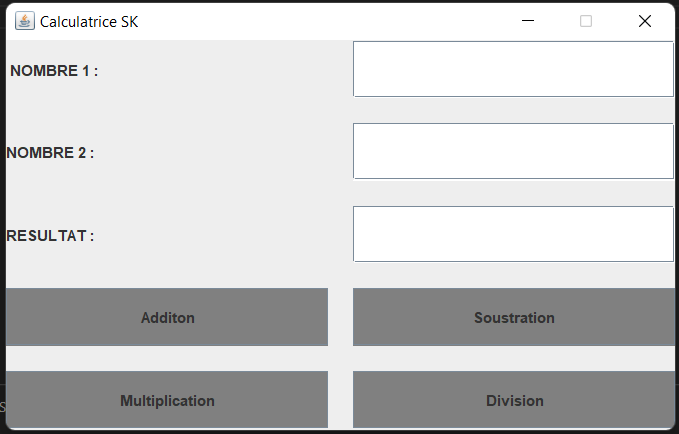 Calculatrice SK
NOMBRE 1 :
NOMBRE 2 :
RESULTAT :
Additon
Soustration
Multiplication
Division